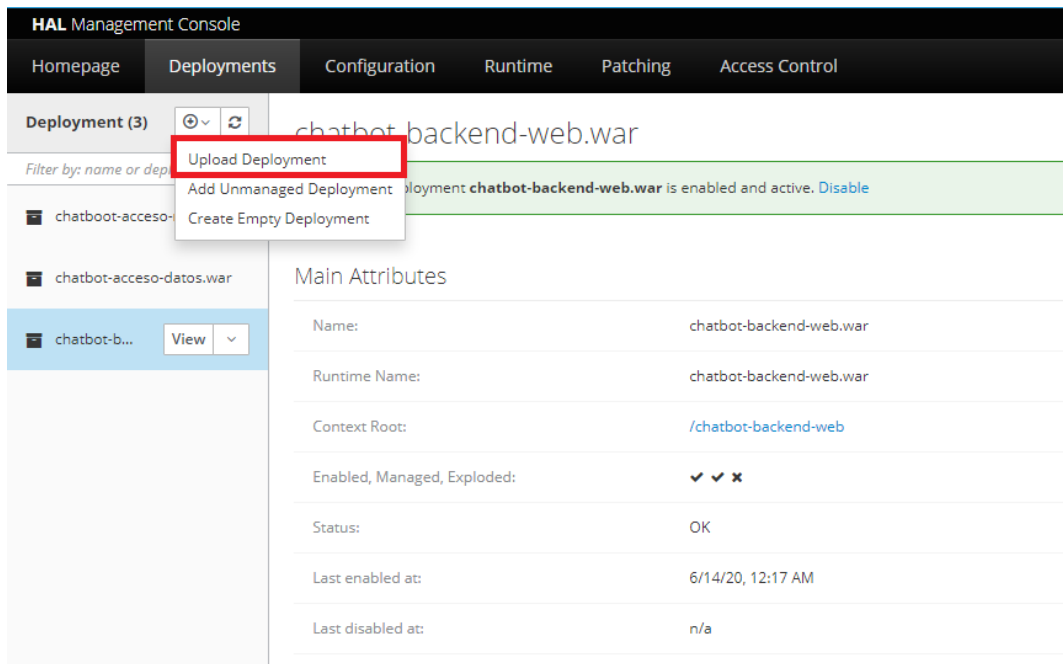 HAL Management Console
Homepage Deployments Configuration Runtime Patching Access Control
Deployment (3)
Filter by: name or depl
Upload Deployment
Add Unmanaged Deployment
Create Empty Deployment
chatboot-acceso-
chatbot-acceso-datos.war
chatbot-b... View
chatbot-backend-web.war
ployment chatbot-backend-web.war is enabled and active. Disable
Main Attributes
Name: chatbot-backend-web.war
Runtime Name: chatbot-backend-web.war
Context Root: /chatbot-backend-web
Enabled, Managed, Exploded: ✔ ✔ ✖
Status: OK
Last enabled at: 6/14/20, 12:17 AM
Last disabled at: n/a